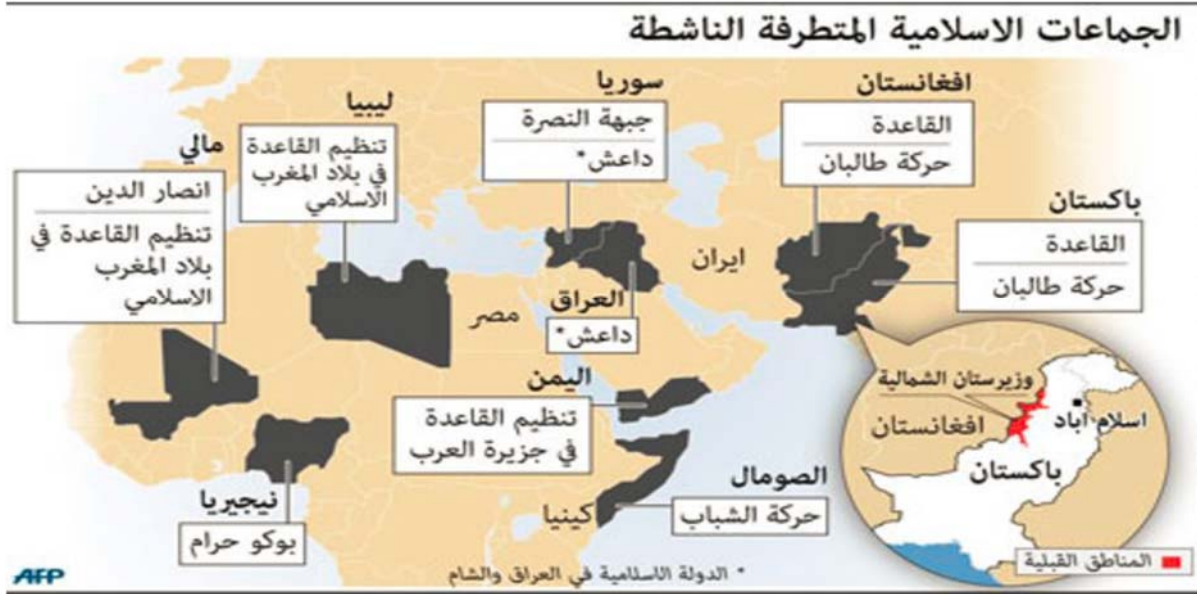 الجماعات الاسلامية المتطرفة الناشطة
افغانستان
القاعدة
حركة طالبان
سوريا
جبهة النصرة
داعش*
ليبيا
تنظيم القاعدة
في بلاد المغرب
الاسلامي
مالي
انصار الدين
تنظيم القاعدة في
بلاد المغرب
الاسلامي
باكستان
القاعدة
حركة طالبان
ايران
العراق
داعش*
مصر
اليمن
تنظيم القاعدة
في جزيرة العرب
الصومال
حركة الشباب
كينيا
نيجيريا
بوكو حرام
وزيرستان الشمالية
اسلام آباد
افغانستان
باكستان
المناطق القبلية
* الدولة الاسلامية في العراق والشام
AFP